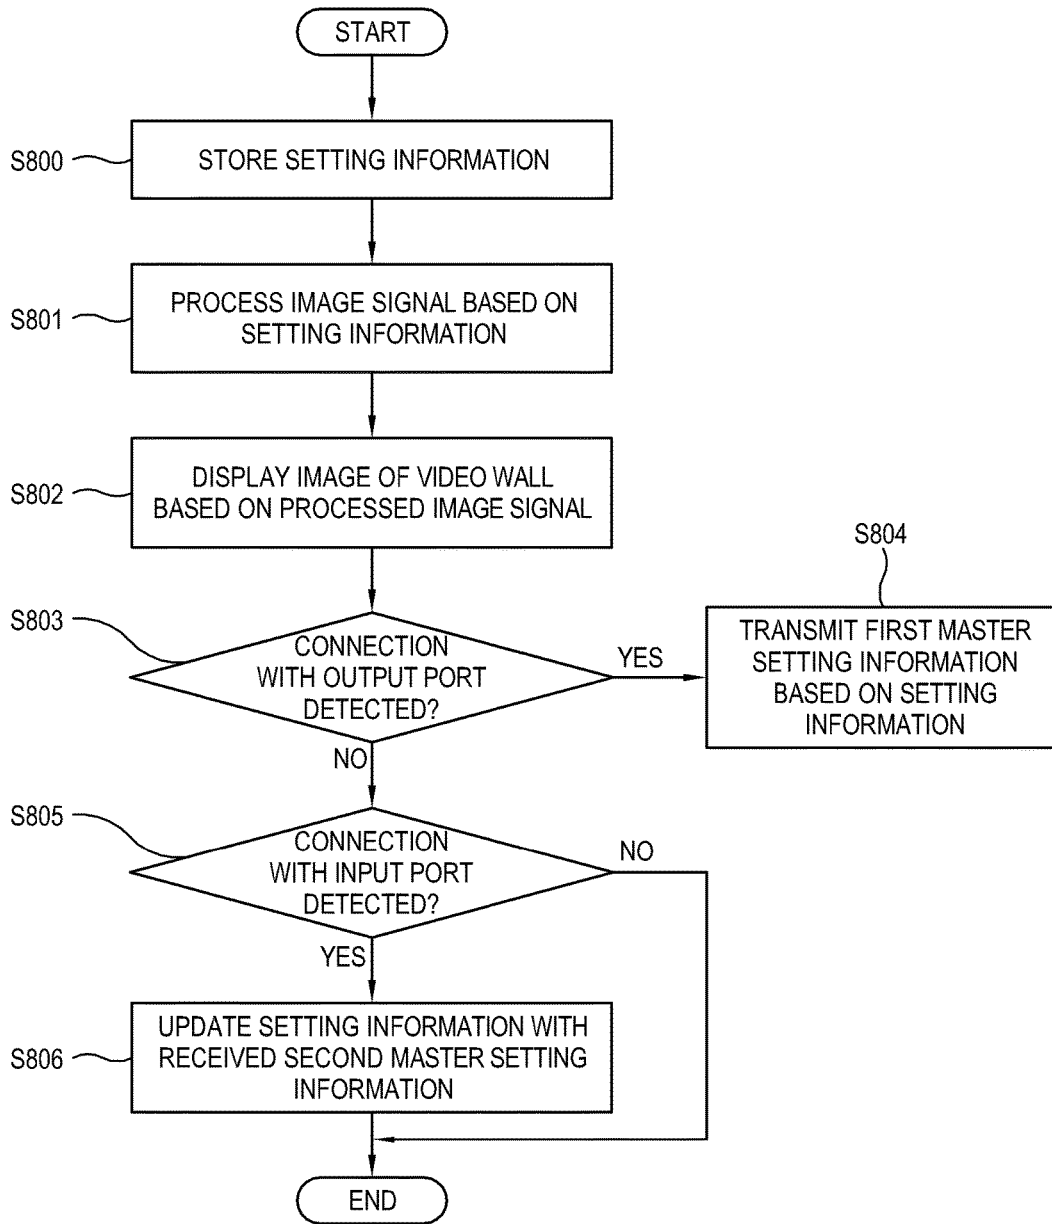 START
S800
STORE SETTING INFORMATION
S801
PROCESS IMAGE SIGNAL BASED ON
SETTING INFORMATION
S802
DISPLAY IMAGE OF VIDEO WALL
BASED ON PROCESSED IMAGE SIGNAL
S803
CONNECTION
WITH OUTPUT PORT
DETECTED?
YES
S804
TRANSMIT FIRST MASTER
SETTING INFORMATION
BASED ON SETTING
INFORMATION
NO
S805
CONNECTION
WITH INPUT PORT
DETECTED?
NO
YES
S806
UPDATE SETTING INFORMATION WITH
RECEIVED SECOND MASTER SETTING
INFORMATION
END